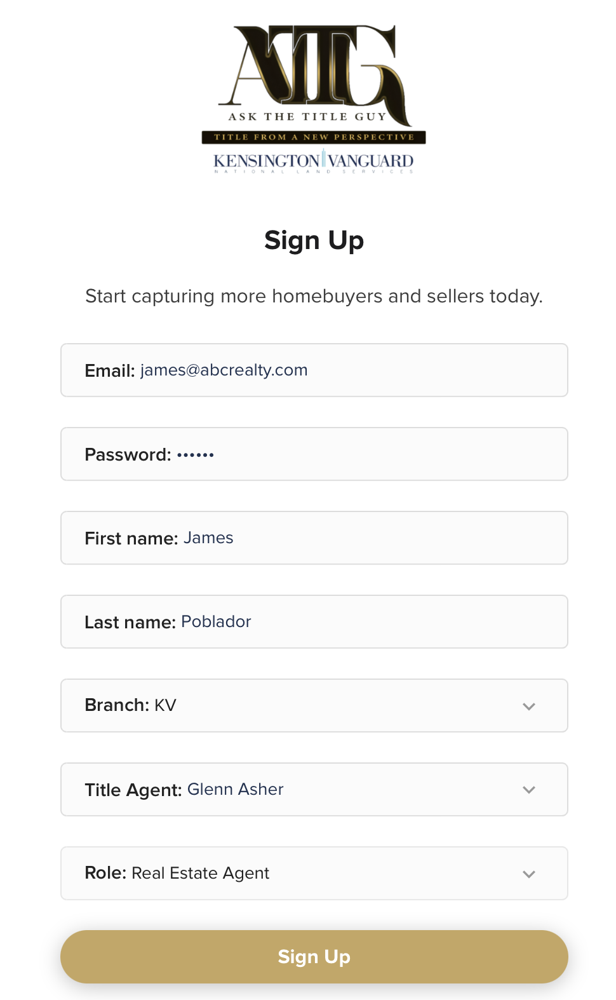 ATTG
ASK THE TITLE GUY
TITLE FROM A NEW PERSPECTIVE
KENSINGTON VANGUARD
NATIONAL LAND SERVICES
Sign Up
Start capturing more homebuyers and sellers today.
Email: james@abcrealty.com
Password: ••••••
First name: James
Last name: Poblador
Branch: KV
Title Agent: Glenn Asher
Role: Real Estate Agent
Sign Up